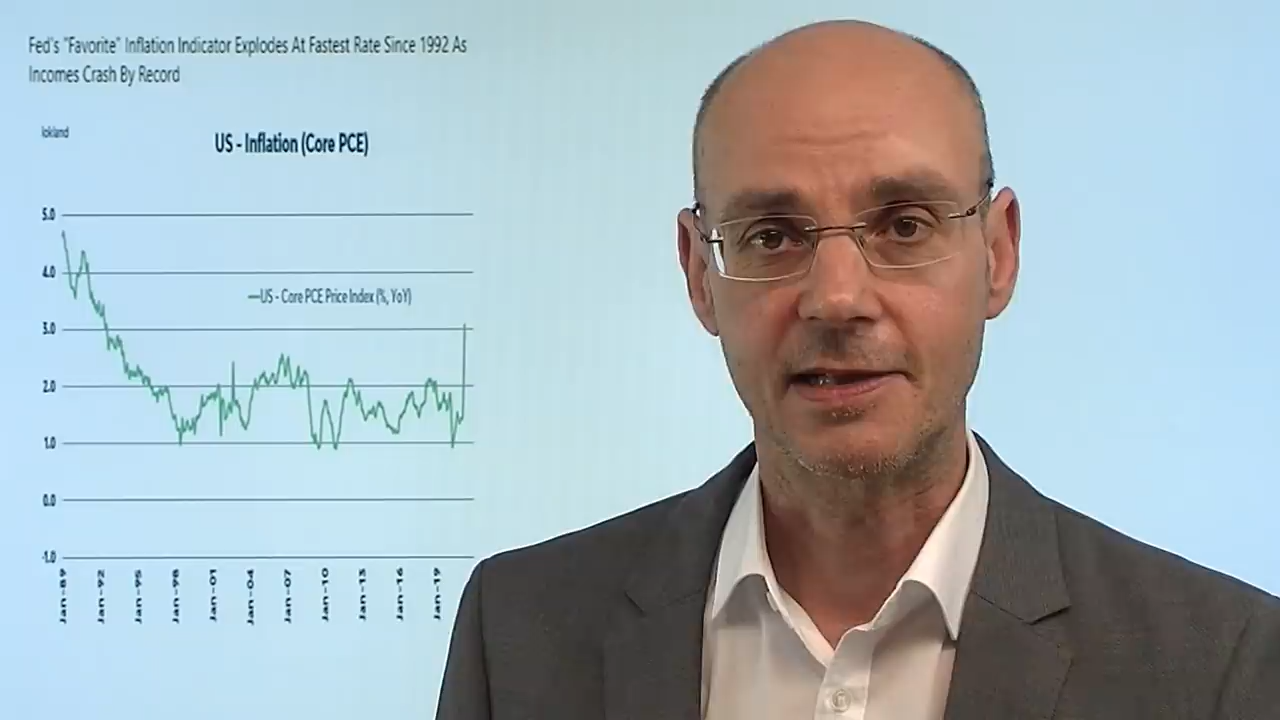 Fed's "Favorite" Inflation Indicator Explodes At Fastest Rate Since 1992 As
Incomes Crash By Record
lokland
US - Inflation (Core PCE)
5.0
4.0
US - Core PCE Price Index (%, YoY)
3.0
2.0
1.0
0.0
-1.0
Jan-89
Jan-92
Jan-95
Jan-98
Jan-01
Jan-04
Jan-07
Jan-10
Jan-13
Jan-16
Jan-19